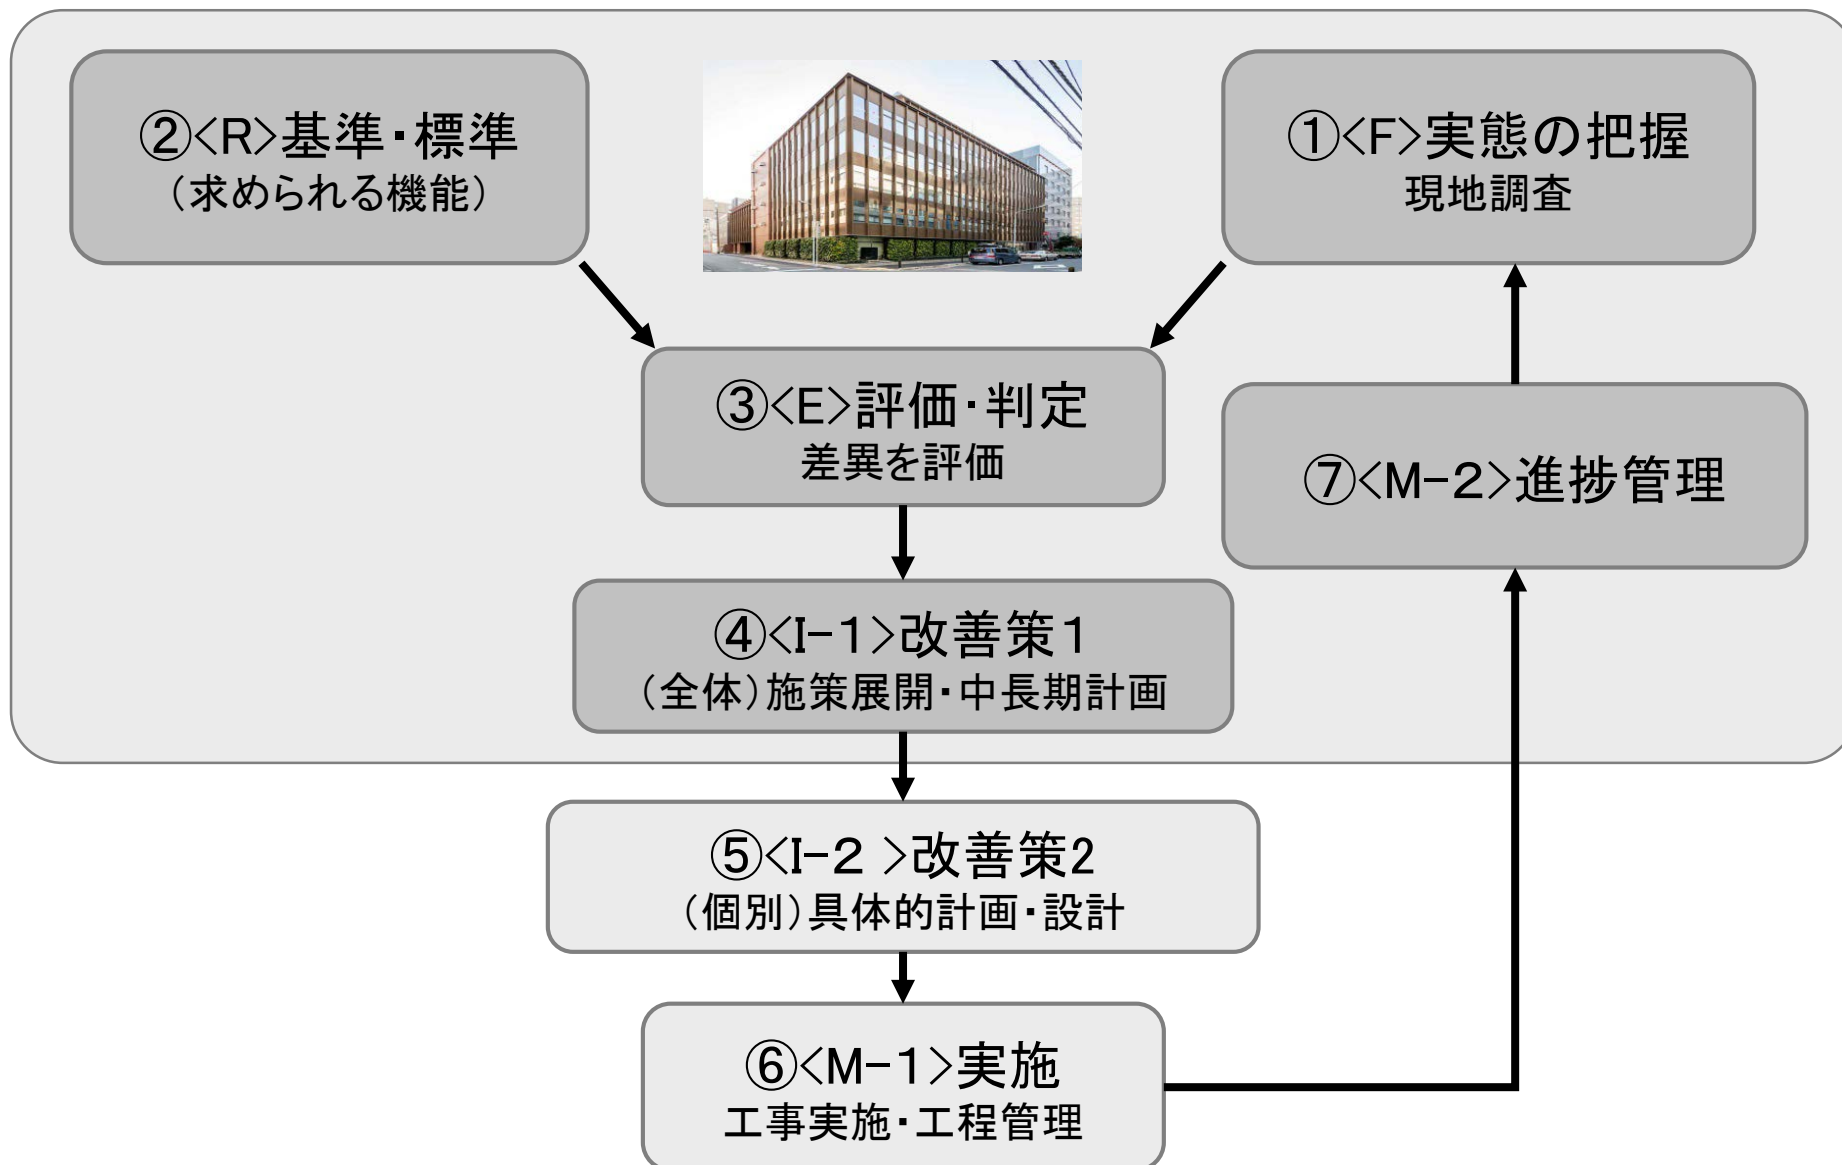 ②<R>基準・標準
(求められる機能)
①<F>実態の把握
現地調査
③<E>評価・判定
差異を評価
⑦<M-2>進捗管理
④<I-1>改善策1
(全体)施策展開・中長期計画
⑤<I-2 >改善策2
(個別)具体的計画・設計
⑥<M-1>実施
工事実施・工程管理